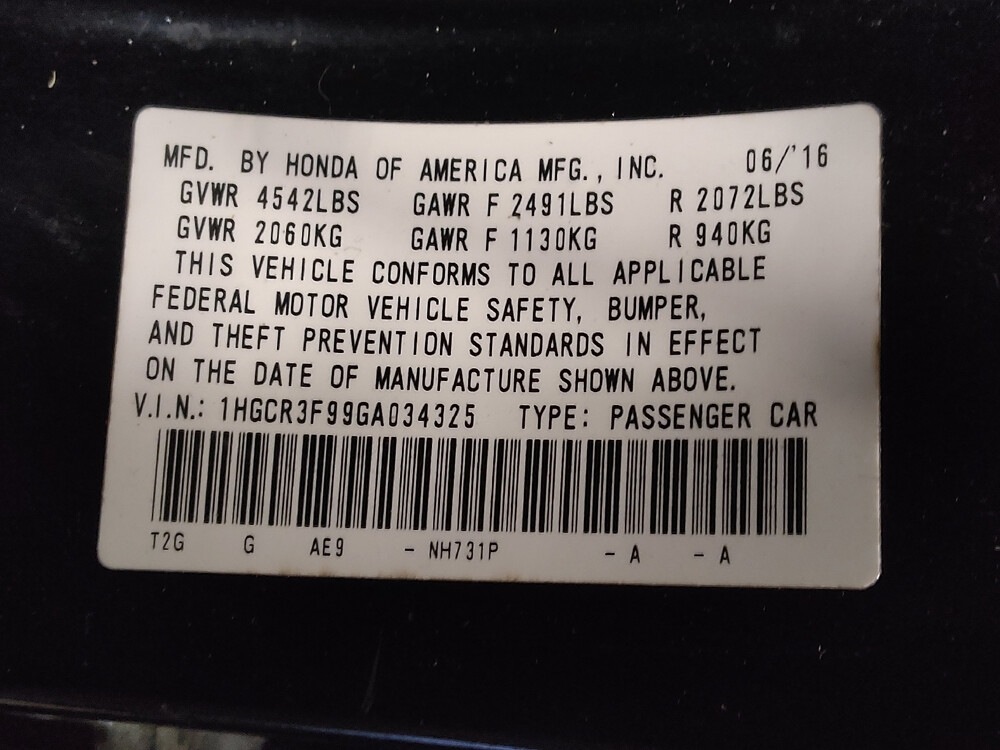 MFD. BY HONDA OF AMERICA MFG., INC. 06/'16
GVWR 4542LBS GAWR F 2491LBS R 2072LBS
GVWR 2060KG GAWR F 1130KG R 940KG
THIS VEHICLE CONFORMS TO ALL APPLICABLE
FEDERAL MOTOR VEHICLE SAFETY, BUMPER,
AND THEFT PREVENTION STANDARDS IN EFFECT
ON THE DATE OF MANUFACTURE SHOWN ABOVE.
V.I.N.: 1HGCR3F99GA034325 TYPE: PASSENGER CAR
T2G G AE9 - NH731P - A - A